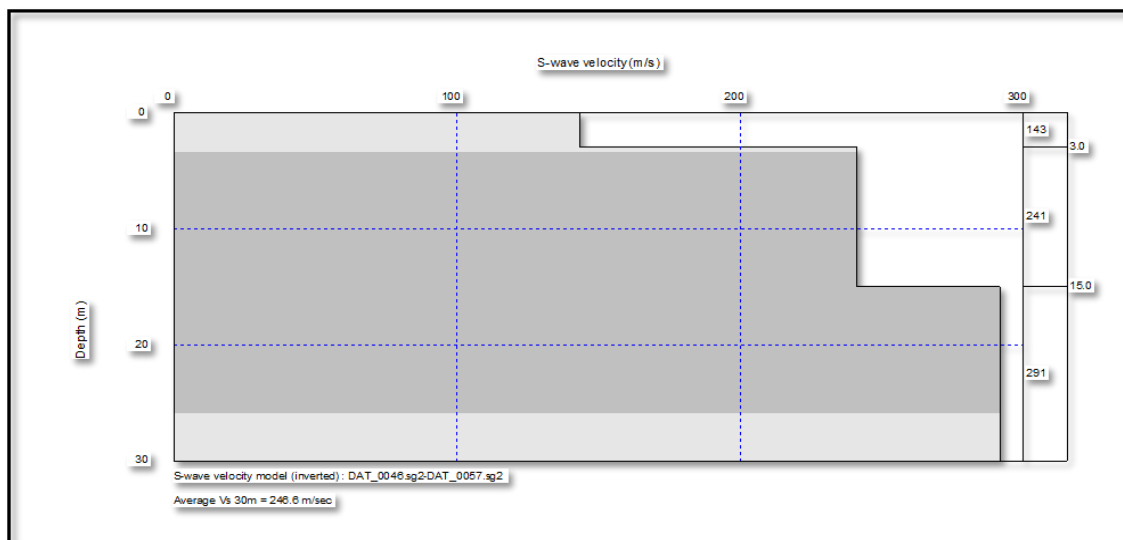 S-wave velocity (m/s)
0 100 200 300
0
143
3.0
10
241
15.0
Depth (m)
20
291
30
S-wave velocity model (inverted) : DAT_0046.sg2-DAT_0057.sg2
Average Vs 30m = 246.6 m/sec